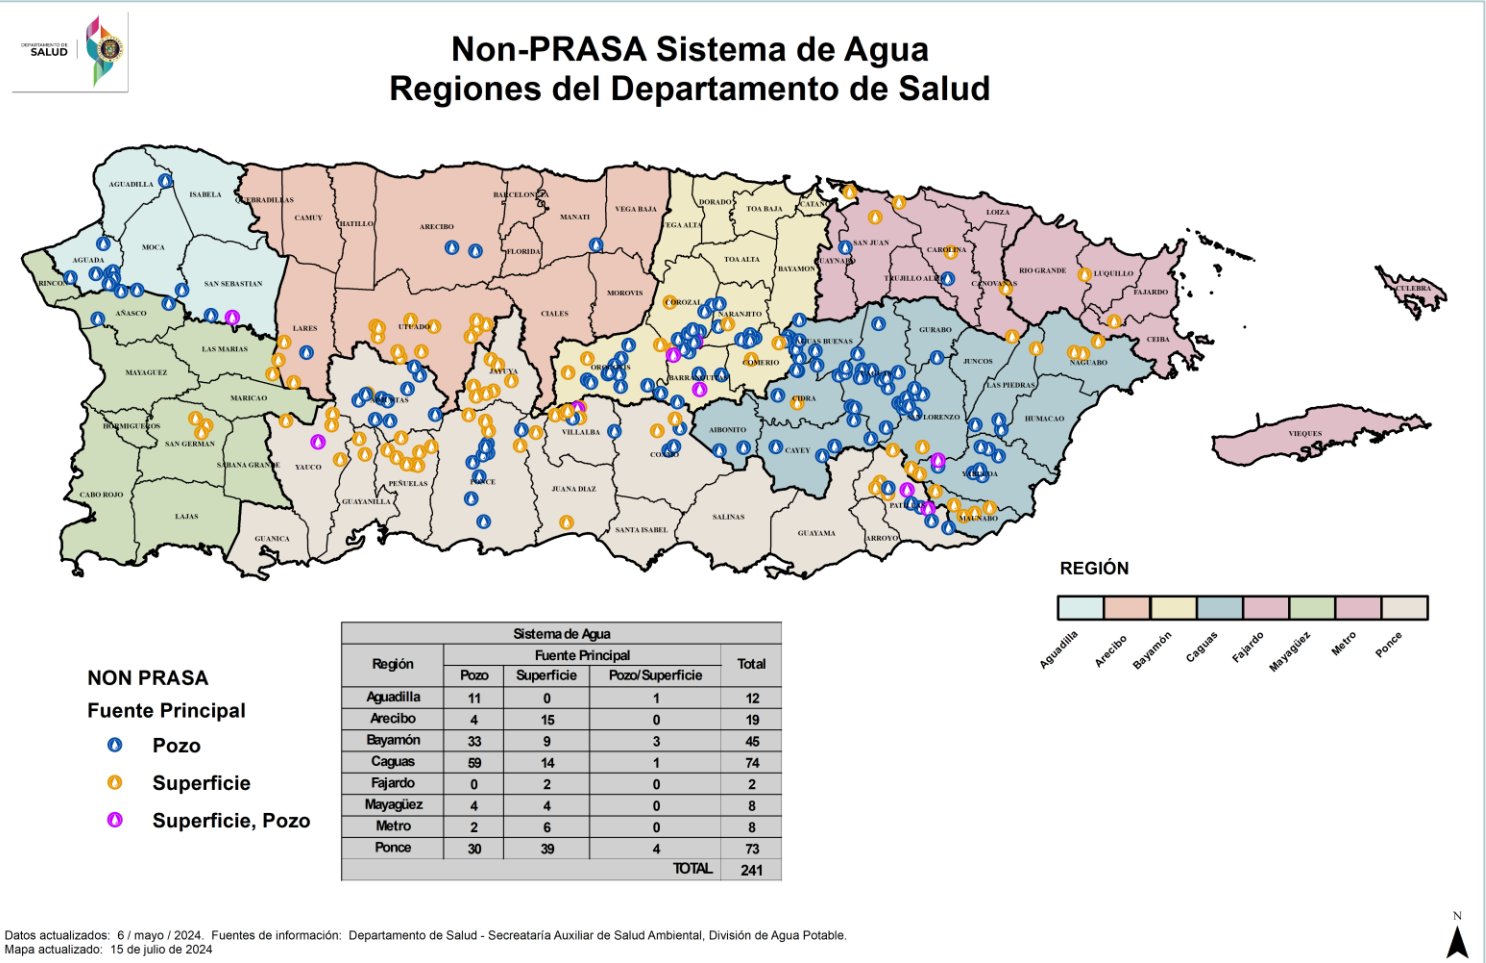 DEPARTAMENTO DE
SALUD
Non-PRASA Sistema de Agua
Regiones del Departamento de Salud
AGUADILLA
ISABELA
QUEBRADILLAS
CAMUY
HATILLO
ARECIBO
BARCELONETA
MANATI
VEGA BAJA
VEGA ALTA
DORADO
TOA BAJA
CATAÑO
LOIZA
AGUADA
MOCA
SAN SEBASTIAN
FLORIDA
TOA ALTA
BAYAMON
GUAYNABO
SAN JUAN
TRUJILLO ALTO
CAROLINA
CANOVANAS
RIO GRANDE
LUQUILLO
FAJARDO
CULEBRA
RINCON
AÑASCO
LARES
UTUADO
CIALES
MOROVIS
COROZAL
NARANJITO
AGUAS BUENAS
GURABO
CEIBA
LAS MARIAS
MAYAGUEZ
MARICAO
JAYUYA
OROCOVIS
BARRANQUITAS
COMERIO
CIDRA
JUNCOS
LAS PIEDRAS
NAGUABO
HORMIGUEROS
SAN GERMAN
SABANA GRANDE
YAUCO
VILLALBA
AIBONITO
CAYEY
SAN LORENZO
HUMACAO
VIEQUES
CABO ROJO
LAJAS
GUANICA
GUAYANILLA
PEÑUELAS
PONCE
JUANA DIAZ
SANTA ISABEL
SALINAS
GUAYAMA
ARROYO
PATILLAS
MAUNABO
YABUCOA
REGIÓN
Aguadilla
Arecibo
Bayamón
Caguas
Fajardo
Mayagüez
Metro
Ponce
NON PRASA
Fuente Principal
Pozo
Superficie
Superficie, Pozo
Sistema de Agua
Región Fuente Principal Total
Pozo Superficie Pozo/Superficie
Aguadilla 11 0 1 12
Arecibo 4 15 0 19
Bayamón 33 9 3 45
Caguas 59 14 1 74
Fajardo 0 2 0 2
Mayagüez 4 4 0 8
Metro 2 6 0 8
Ponce 30 39 4 73
TOTAL 241
N
Datos actualizados: 6 / mayo / 2024. Fuentes de información: Departamento de Salud - Secreataría Auxiliar de Salud Ambiental, División de Agua Potable.
Mapa actualizado: 15 de julio de 2024